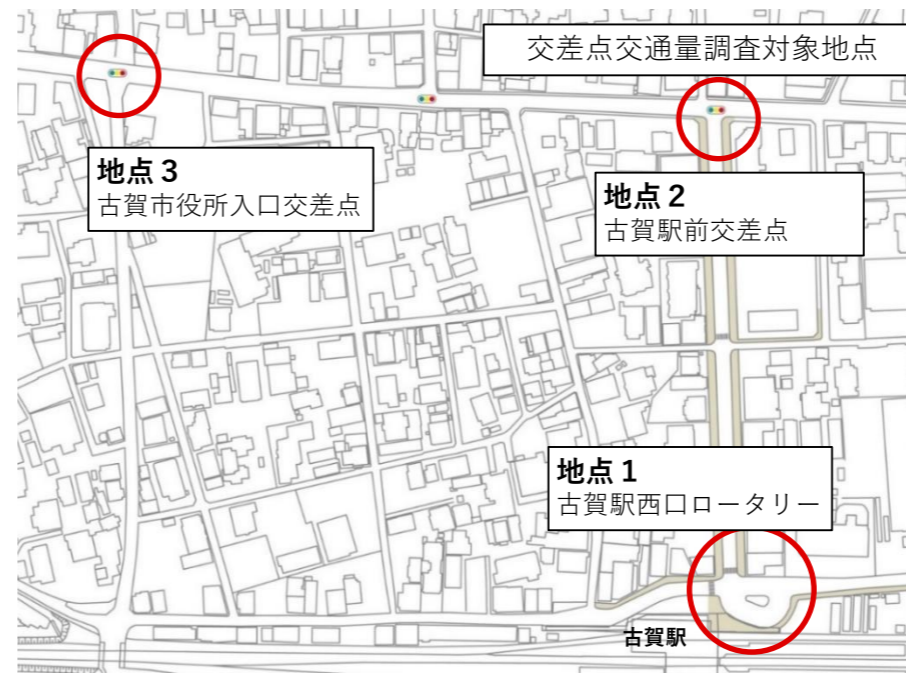 交差点交通量調査対象地点
地点3
古賀市役所入口交差点
地点2
古賀駅前交差点
地点1
古賀駅西口ロータリー
古賀駅